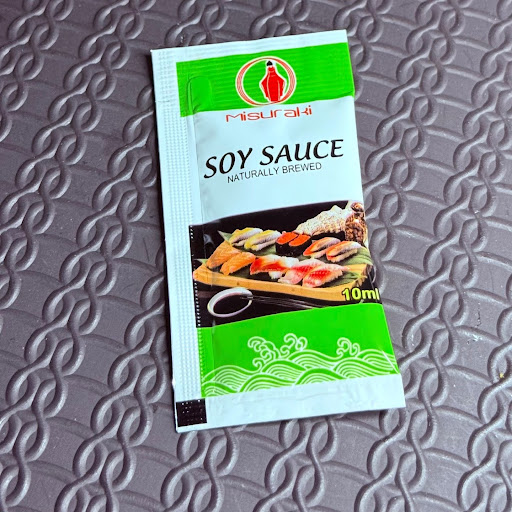 Misuraki
SOY SAUCE
NATURALLY BREWED
10ml